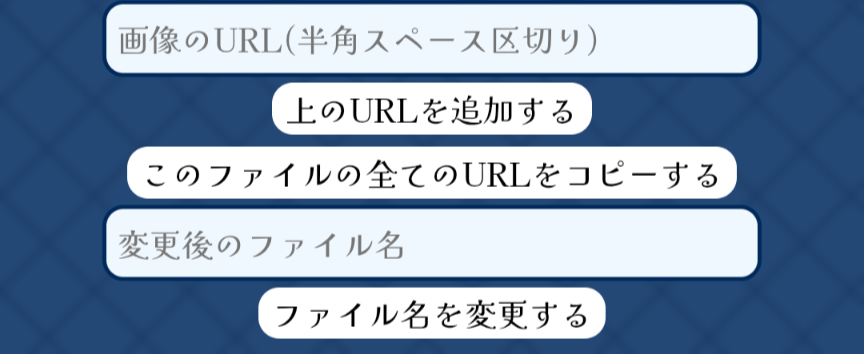 画像のURL(半角スペース区切り)
上のURLを追加する
このファイルの全てのURLをコピーする
変更後のファイル名
ファイル名を変更する